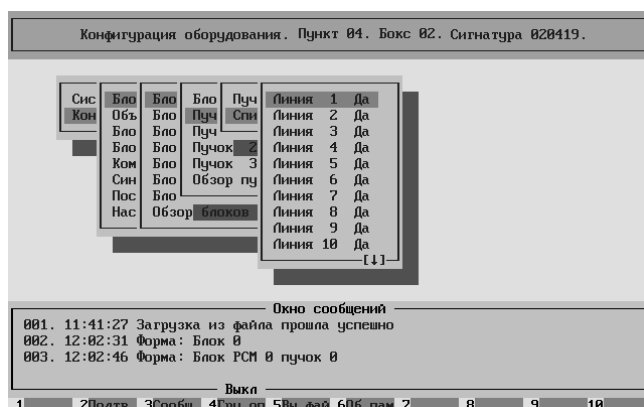 Конфигурация оборудования. Пункт 04. Бокс 02. Сигнатура 020419.
Сис Бло Бло Бло Пуч Линия 1 Да
Кон Объ Бло Пуч Спи Линия 2 Да
Бло Бло Пуч Линия 3 Да
Бло Бло Пучок 2 Линия 4 Да
Ком Бло Пучок 3 Линия 5 Да
Син Бло Обзор пу Линия 6 Да
Пос Бло Линия 7 Да
Нас Обзор блоков Линия 8 Да
Линия 9 Да
Линия 10 Да
[↓]
Окно сообщений
001. 11:41:27 Загрузка из файла прошла успешно
002. 12:02:31 Форма: Блок 0
003. 12:02:46 Форма: Блок PCM 0 пучок 0
Выкл
1 2Подтв 3Сообщ 4Гру оп 5Вы фай 6Об пам 7 8 9 10